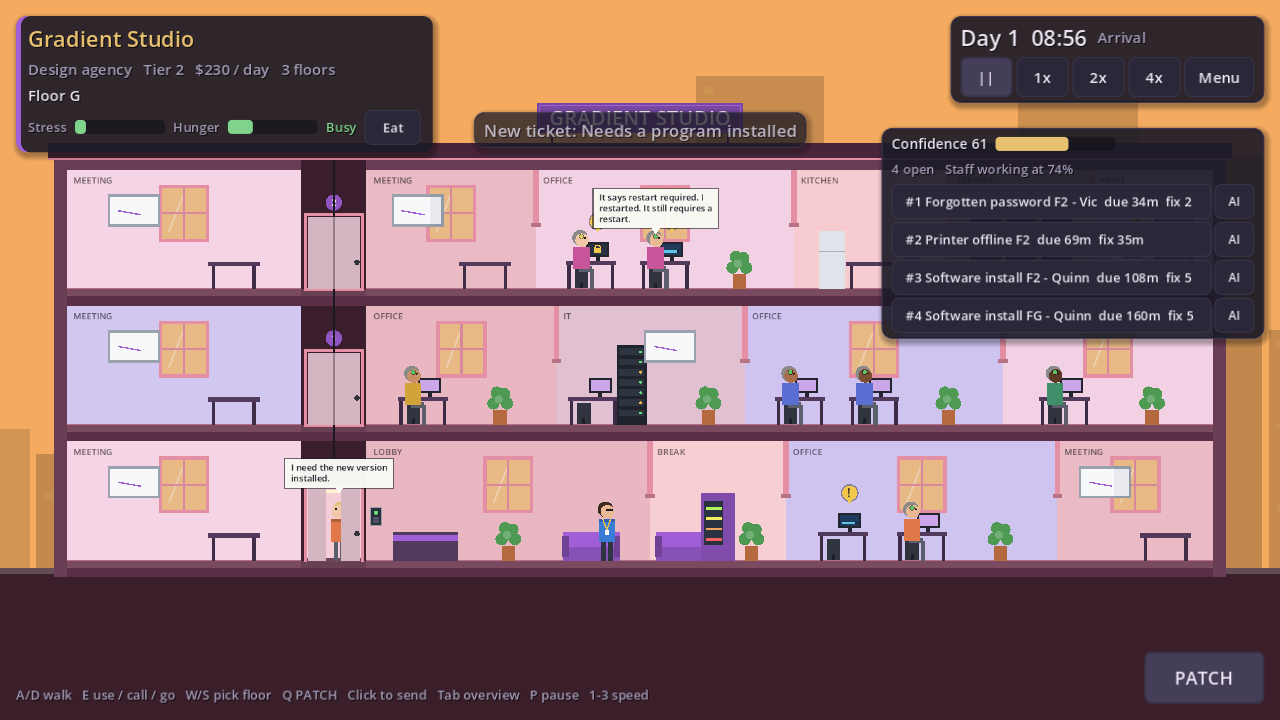 Gradient Studio
Design agency Tier 2 $230 / day 3 floors
Floor G
Stress Hunger Busy Eat
Day 1 08:56 Arrival
|| 1x 2x 4x Menu
GRADIENT STUDIO
New ticket: Needs a program installed
Confidence 61
4 open Staff working at 74%
#1 Forgotten password F2 - Vic due 34m fix 2 AI
#2 Printer offline F2 due 69m fix 35m AI
#3 Software install F2 - Quinn due 108m fix 5 AI
#4 Software install FG - Quinn due 160m fix 5 AI
MEETING
MEETING
OFFICE
KITCHEN
It says restart required. I
restarted. It still requires a
restart.
MEETING
OFFICE
IT
OFFICE
MEETING
LOBBY
BREAK
OFFICE
MEETING
I need the new version
installed.
!
PATCH
A/D walk E use / call / go W/S pick floor Q PATCH Click to send Tab overview P pause 1-3 speed